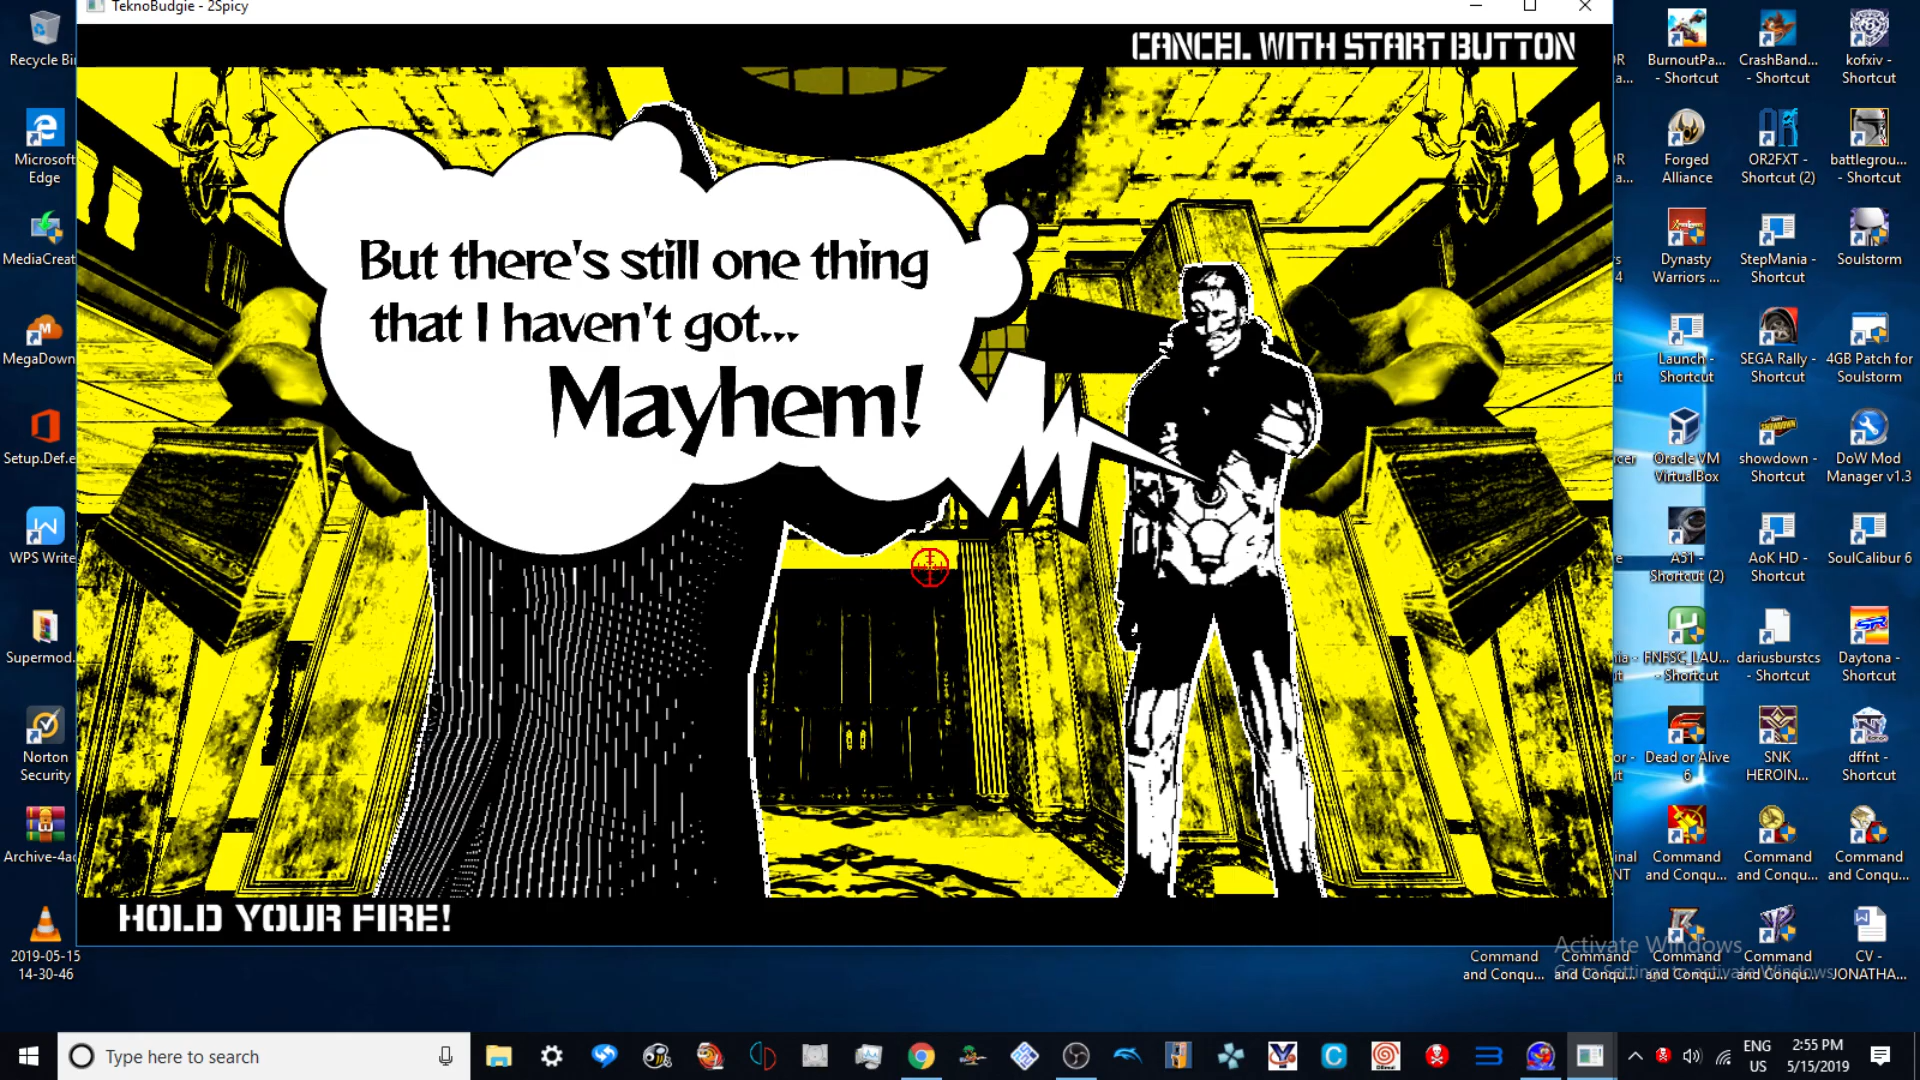 TeknoBudgie - 2Spicy
CANCEL WITH START BUTTON
But there's still one thing
that I haven't got...
Mayhem!
HOLD YOUR FIRE!
Recycle Bi
Microsoft
Edge
MediaCreat
MegaDown
Setup.Def.e
WPS Write
Supermod.
Norton
Security
Archive-4a
2019-05-15
14-30-46
BurnoutPa...
- Shortcut
CrashBand...
- Shortcut
kofxiv -
Shortcut
Forged
Alliance
OR2FXT -
Shortcut (2)
battlegrou...
- Shortcut
Dynasty
Warriors ...
StepMania -
Shortcut
Soulstorm
Launch -
Shortcut
SEGA Rally -
Shortcut
4GB Patch for
Soulstorm
Oracle VM
VirtualBox
showdown -
Shortcut
DoW Mod
Manager v1.3
A51 -
Shortcut (2)
AoK HD -
Shortcut
SoulCalibur 6
FNFSC_LAU...
- Shortcut
dariusburstcs
- Shortcut
Daytona -
Shortcut
Dead or Alive
6
SNK
HEROIN...
dffnt -
Shortcut
Command
and Conqu...
Command
and Conqu...
Command
and Conqu...
Command
and Conqu...
Command
and Conqu...
Command
and Conqu...
Command
and Conqu...
CV -
JONATHA...
Activate Windows
Go to Settings to activate Windows.
Type here to search
ENG
US
2:55 PM
5/15/2019